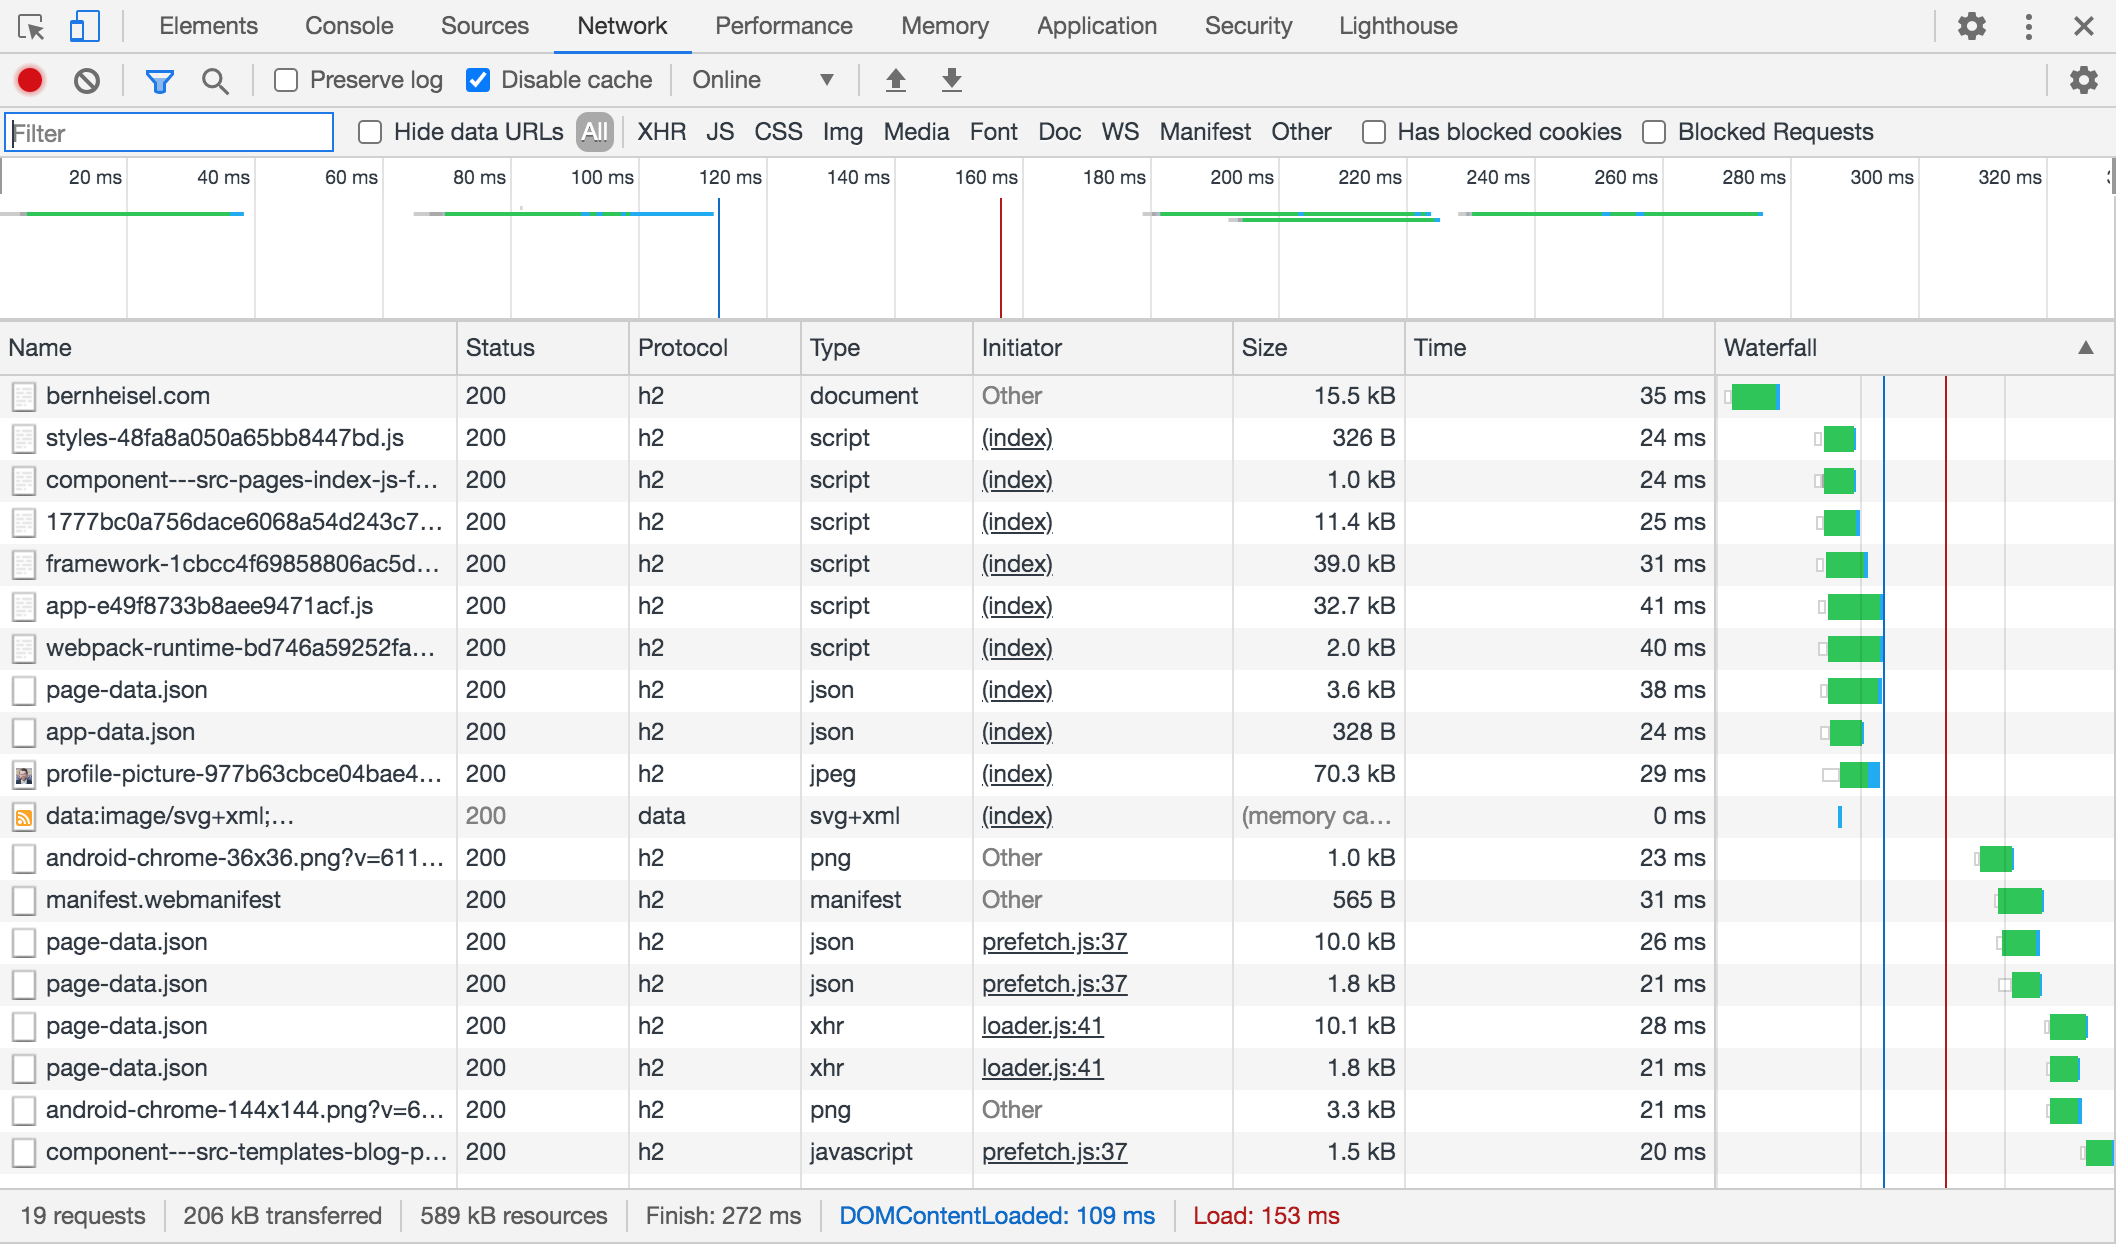 Elements Console Sources Network Performance Memory Application Security Lighthouse
Preserve log Disable cache Online
Filter Hide data URLs All XHR JS CSS Img Media Font Doc WS Manifest Other Has blocked cookies Blocked Requests
20 ms 40 ms 60 ms 80 ms 100 ms 120 ms 140 ms 160 ms 180 ms 200 ms 220 ms 240 ms 260 ms 280 ms 300 ms 320 ms
Name Status Protocol Type Initiator Size Time Waterfall
bernheisel.com 200 h2 document Other 15.5 kB 35 ms
styles-48fa8a050a65bb8447bd.js 200 h2 script (index) 326 B 24 ms
component---src-pages-index-js-f… 200 h2 script (index) 1.0 kB 24 ms
1777bc0a756dace6068a54d243c7… 200 h2 script (index) 11.4 kB 25 ms
framework-1cbcc4f69858806ac5d… 200 h2 script (index) 39.0 kB 31 ms
app-e49f8733b8aee9471acf.js 200 h2 script (index) 32.7 kB 41 ms
webpack-runtime-bd746a59252fa… 200 h2 script (index) 2.0 kB 40 ms
page-data.json 200 h2 json (index) 3.6 kB 38 ms
app-data.json 200 h2 json (index) 328 B 24 ms
profile-picture-977b63cbce04bae4… 200 h2 jpeg (index) 70.3 kB 29 ms
data:image/svg+xml;… 200 data svg+xml (index) (memory ca… 0 ms
android-chrome-36x36.png?v=611… 200 h2 png Other 1.0 kB 23 ms
manifest.webmanifest 200 h2 manifest Other 565 B 31 ms
page-data.json 200 h2 json prefetch.js:37 10.0 kB 26 ms
page-data.json 200 h2 json prefetch.js:37 1.8 kB 21 ms
page-data.json 200 h2 xhr loader.js:41 10.1 kB 28 ms
page-data.json 200 h2 xhr loader.js:41 1.8 kB 21 ms
android-chrome-144x144.png?v=6… 200 h2 png Other 3.3 kB 21 ms
component---src-templates-blog-p… 200 h2 javascript prefetch.js:37 1.5 kB 20 ms
19 requests 206 kB transferred 589 kB resources Finish: 272 ms DOMContentLoaded: 109 ms Load: 153 ms